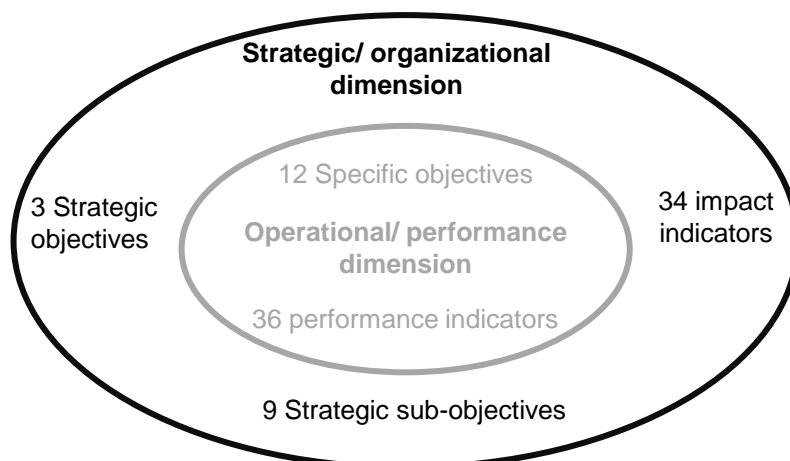 Strategic/ organizational
dimension
12 Specific objectives
3 Strategic
objectives
34 impact
indicators
Operational/ performance
dimension
36 performance indicators
9 Strategic sub-objectives